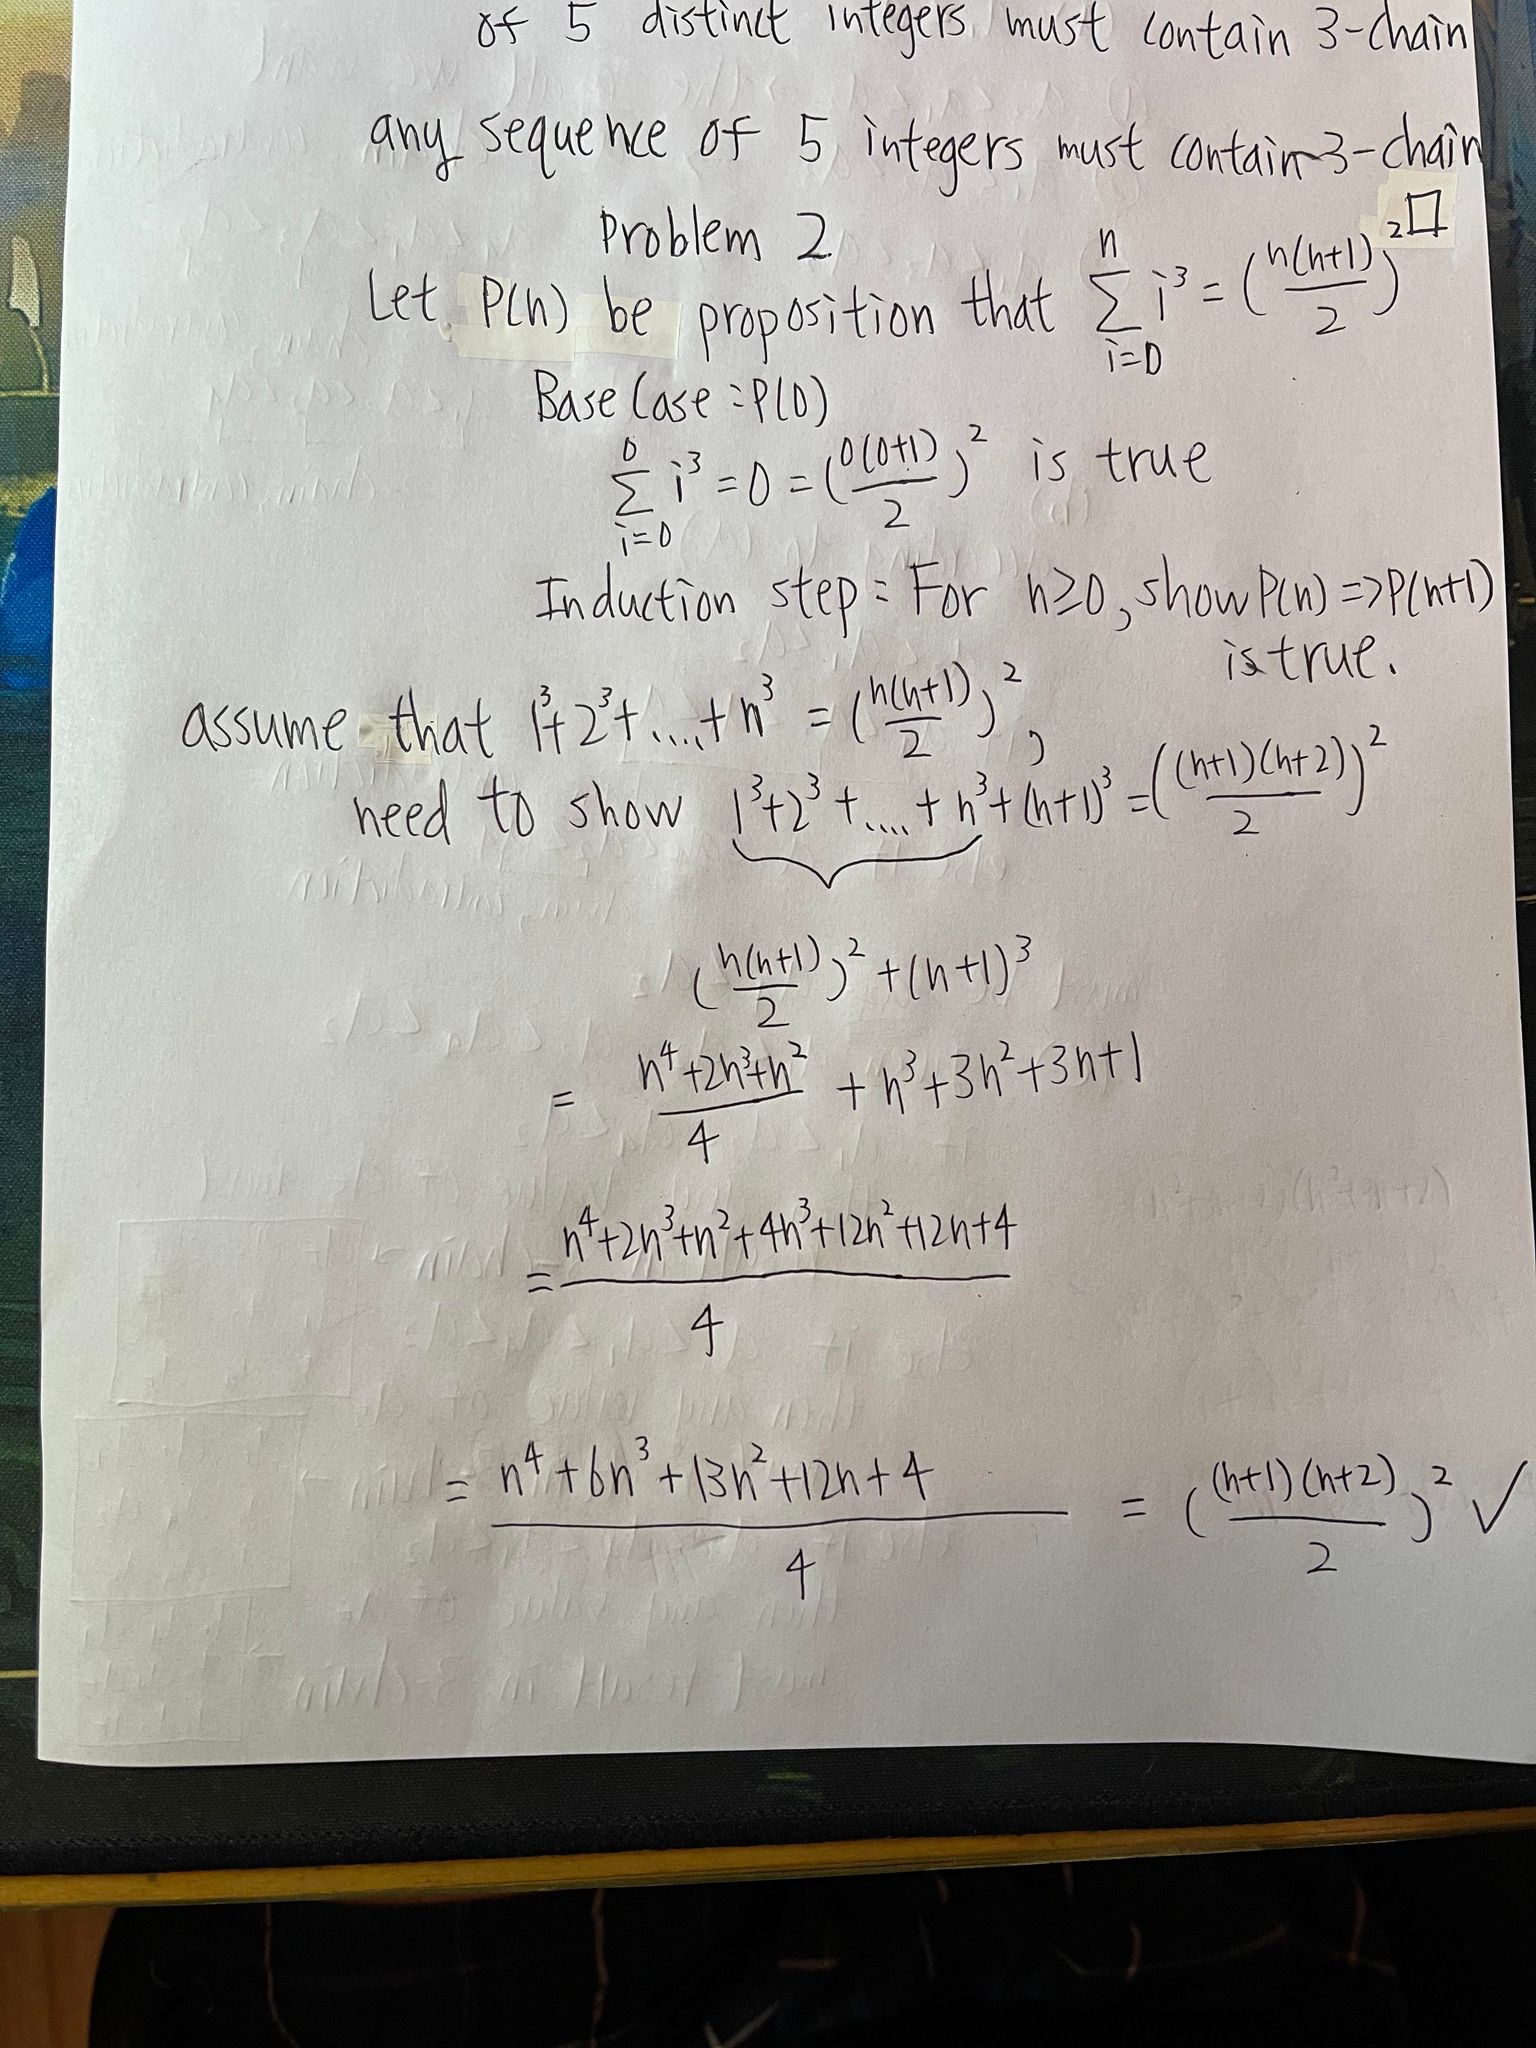 of 5 distinct integers must contain 3-chain
any sequence of 5 integers must contain 3-chain
□
Problem 2
Let P(n) be proposition that \sum_{i=0}^{n} i^3 = (\frac{n(n+1)}{2})^2
Base Case : P(0)
\sum_{i=0}^{0} i^3 = 0 = (\frac{0(0+1)}{2})^2 is true
Induction step : For n≥0, show P(n) => P(n+1)
is true.
assume that 1^3+2^3+....+n^3 = (\frac{n(n+1)}{2})^2,
need to show 1^3+2^3+....+n^3+(n+1)^3 = (\frac{(n+1)(n+2)}{2})^2
(\frac{n(n+1)}{2})^2 + (n+1)^3
= \frac{n^4+2n^3+n^2}{4} + n^3+3n^2+3n+1
= \frac{n^4+2n^3+n^2+4n^3+12n^2+12n+4}{4}
= \frac{n^4+6n^3+13n^2+12n+4}{4} = (\frac{(n+1)(n+2)}{2})^2 ✓